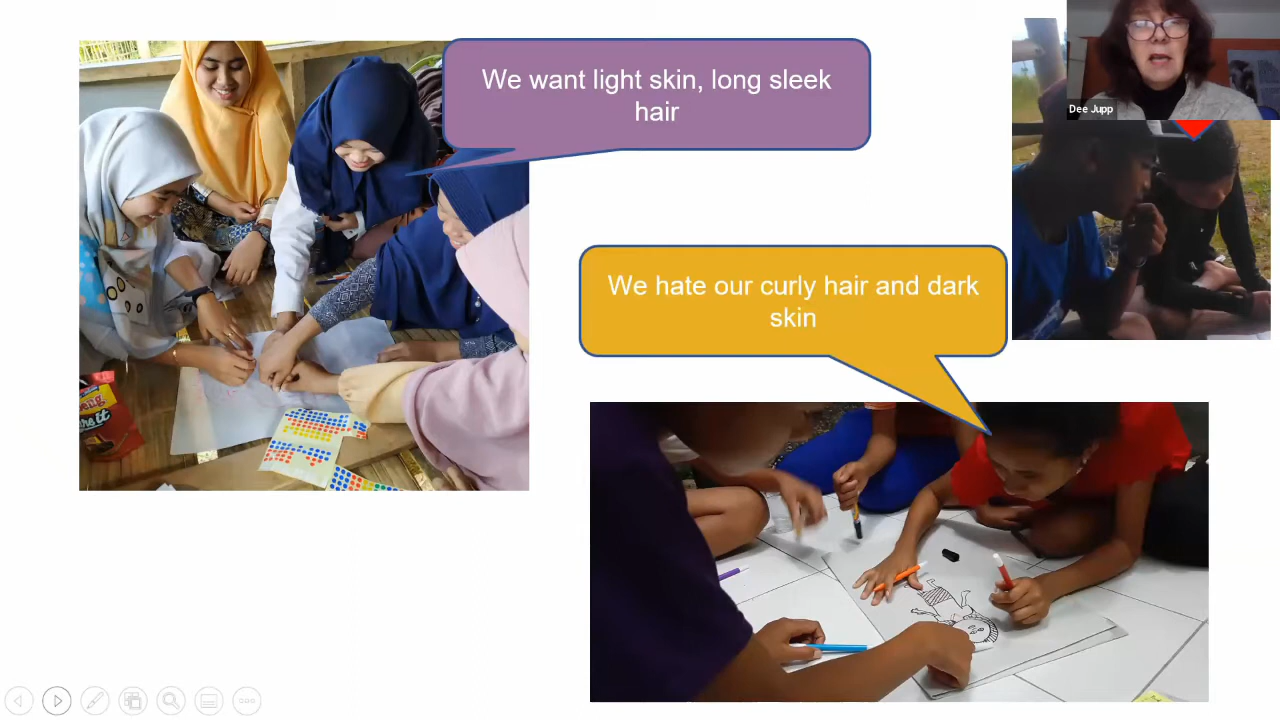 We want light skin, long sleek
hair
Dee Jupp
We hate our curly hair and dark
skin